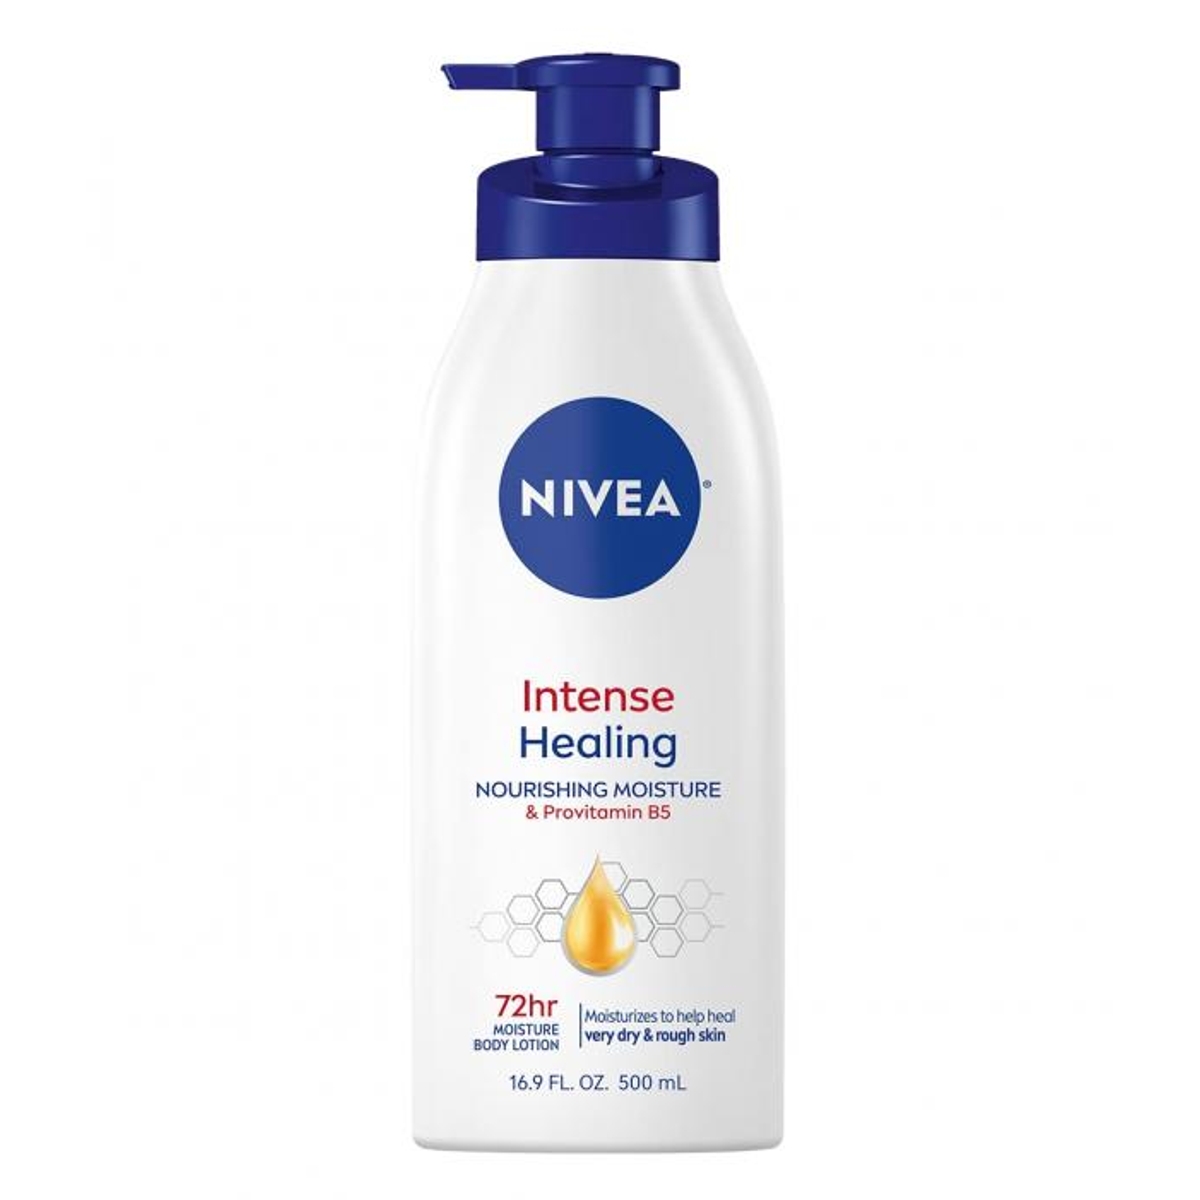 NIVEA®
Intense
Healing
NOURISHING MOISTURE
& Provitamin B5
72hr
MOISTURE
BODY LOTION
Moisturizes to help heal
very dry & rough skin
16.9 FL. OZ. 500 mL